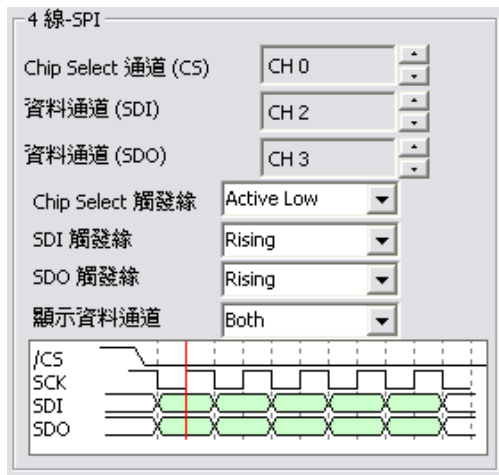 4 線-SPI
Chip Select 通道 (CS) CH 0
資料通道 (SDI) CH 2
資料通道 (SDO) CH 3
Chip Select 觸發緣 Active Low
SDI 觸發緣 Rising
SDO 觸發緣 Rising
顯示資料通道 Both
/CS
SCK
SDI
SDO